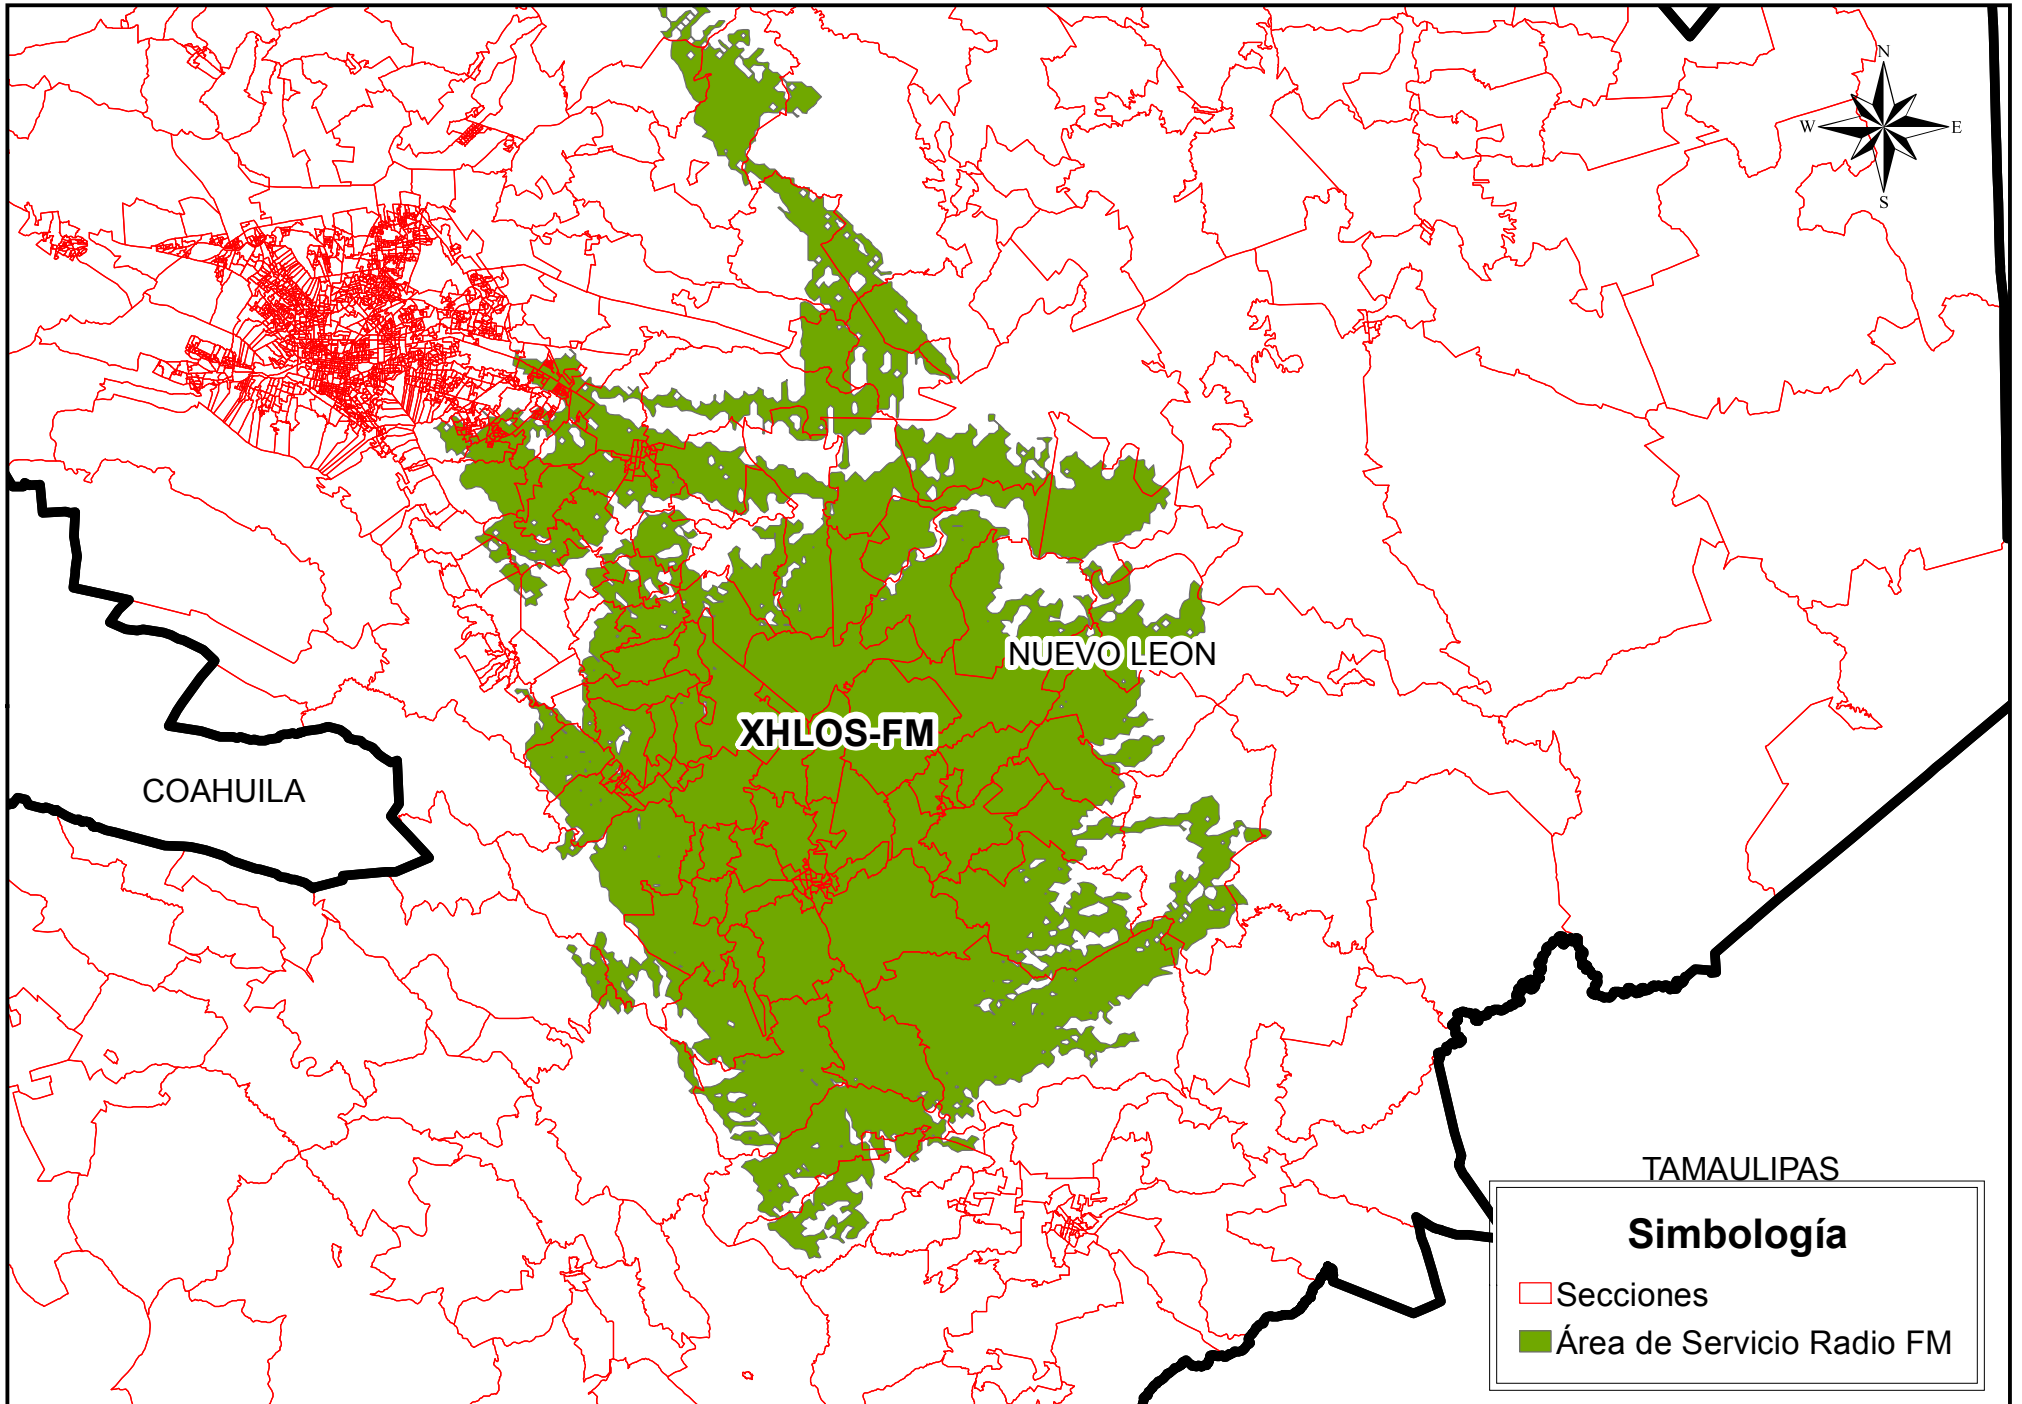 N
W E
S
NUEVO LEON
XHLOS-FM
COAHUILA
TAMAULIPAS
Simbología
Secciones
Área de Servicio Radio FM